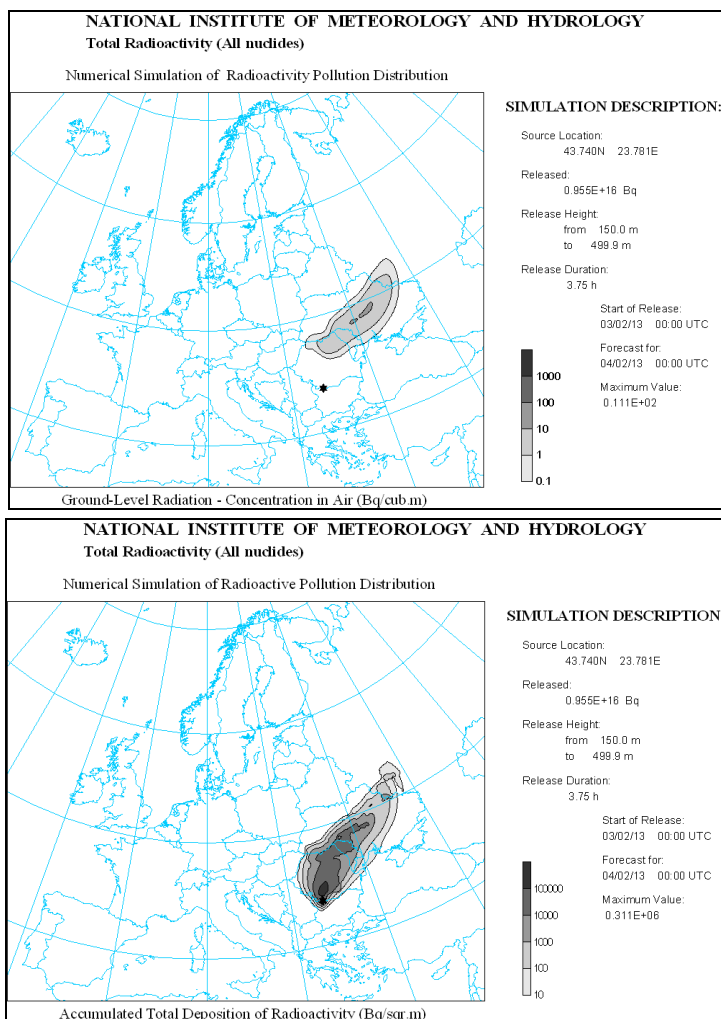 NATIONAL INSTITUTE OF METEOROLOGY AND HYDROLOGY
Total Radioactivity (All nuclides)
Numerical Simulation of Radioactivity Pollution Distribution
SIMULATION DESCRIPTION:
Source Location:
43.740N 23.781E
Released:
0.955E+16 Bq
Release Height:
from 150.0 m
to 499.9 m
Release Duration:
3.75 h
Start of Release:
03/02/13 00:00 UTC
Forecast for:
04/02/13 00:00 UTC
Maximum Value:
0.111E+02
1000
100
10
1
0.1
Ground-Level Radiation - Concentration in Air (Bq/cub.m)
NATIONAL INSTITUTE OF METEOROLOGY AND HYDROLOGY
Total Radioactivity (All nuclides)
Numerical Simulation of Radioactive Pollution Distribution
SIMULATION DESCRIPTION
Source Location:
43.740N 23.781E
Released:
0.955E+16 Bq
Release Height:
from 150.0 m
to 499.9 m
Release Duration:
3.75 h
Start of Release:
03/02/13 00:00 UTC
Forecast for:
04/02/13 00:00 UTC
Maximum Value:
0.311E+06
100000
10000
1000
100
10
Accumulated Total Deposition of Radioactivity (Bq/sqr.m)